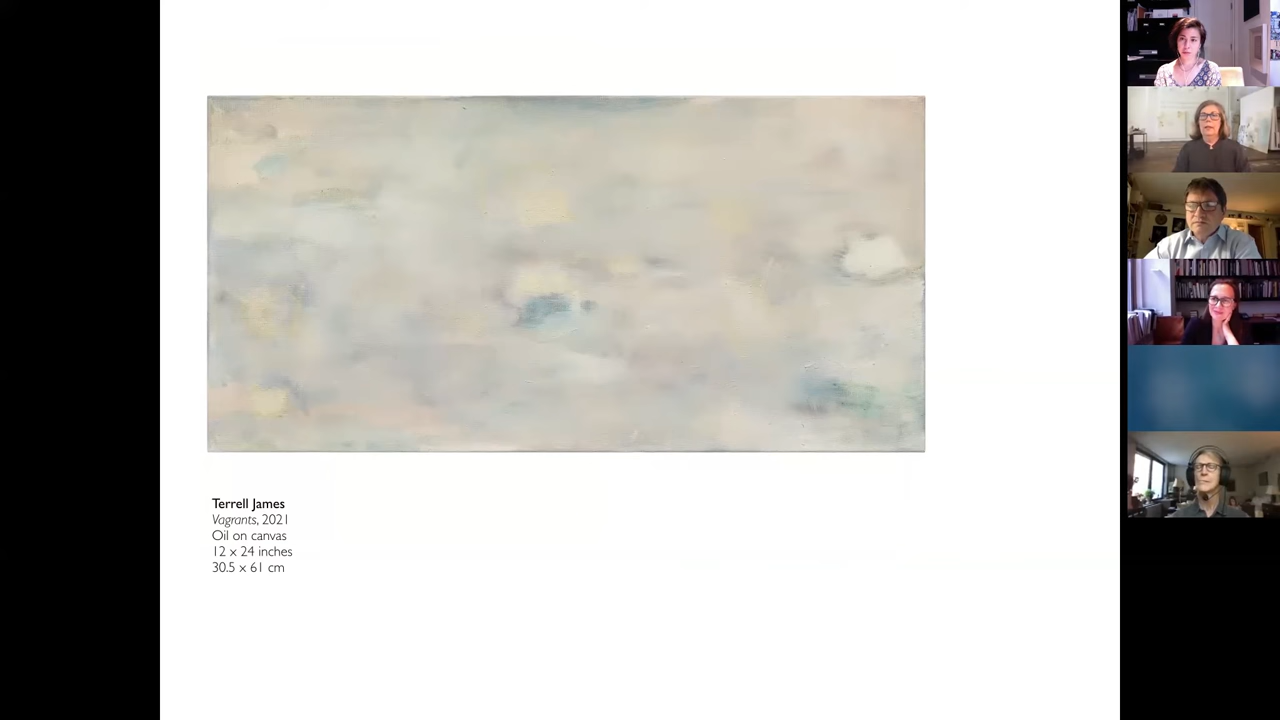 Terrell James
Vagrants, 2021
Oil on canvas
12 x 24 inches
30.5 x 61 cm